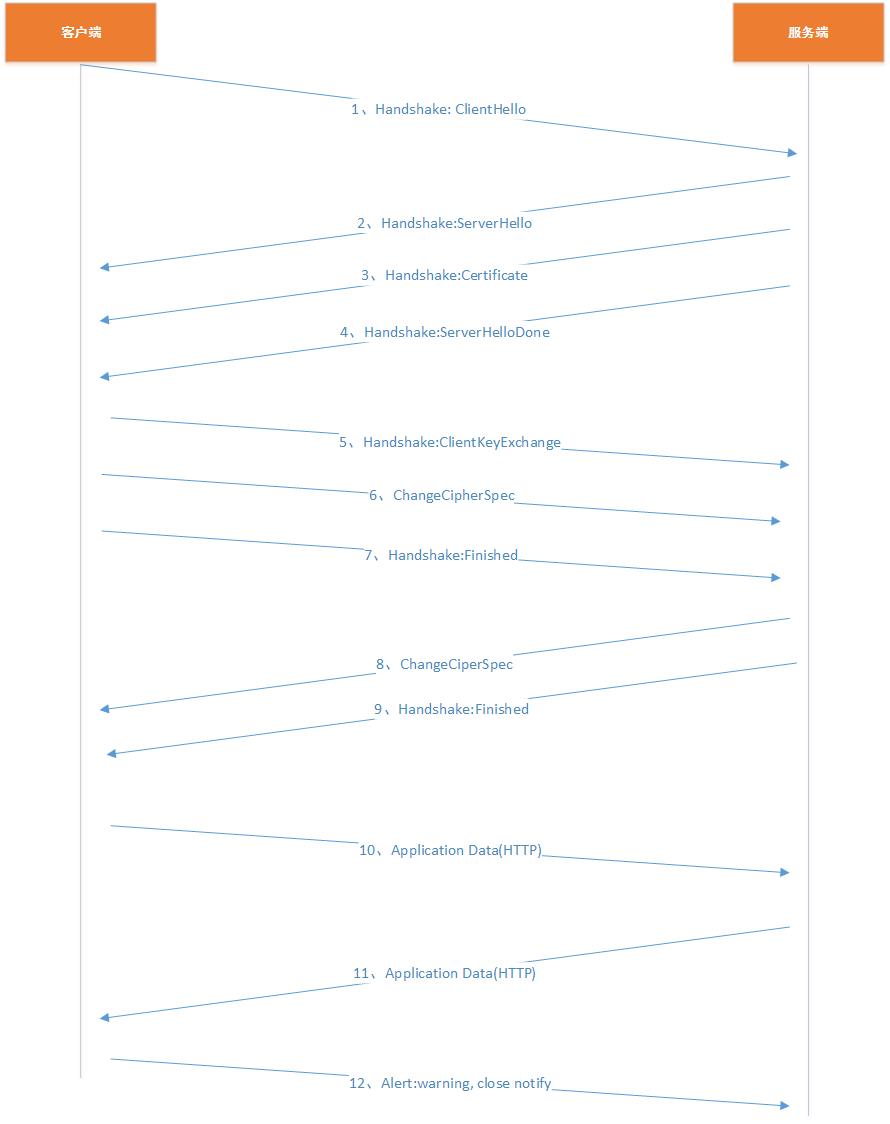 客户端
服务端
1、Handshake: ClientHello
2、Handshake:ServerHello
3、Handshake:Certificate
4、Handshake:ServerHelloDone
5、Handshake:ClientKeyExchange
6、ChangeCipherSpec
7、Handshake:Finished
8、ChangeCiperSpec
9、Handshake:Finished
10、Application Data(HTTP)
11、Application Data(HTTP)
12、Alert:warning, close notify